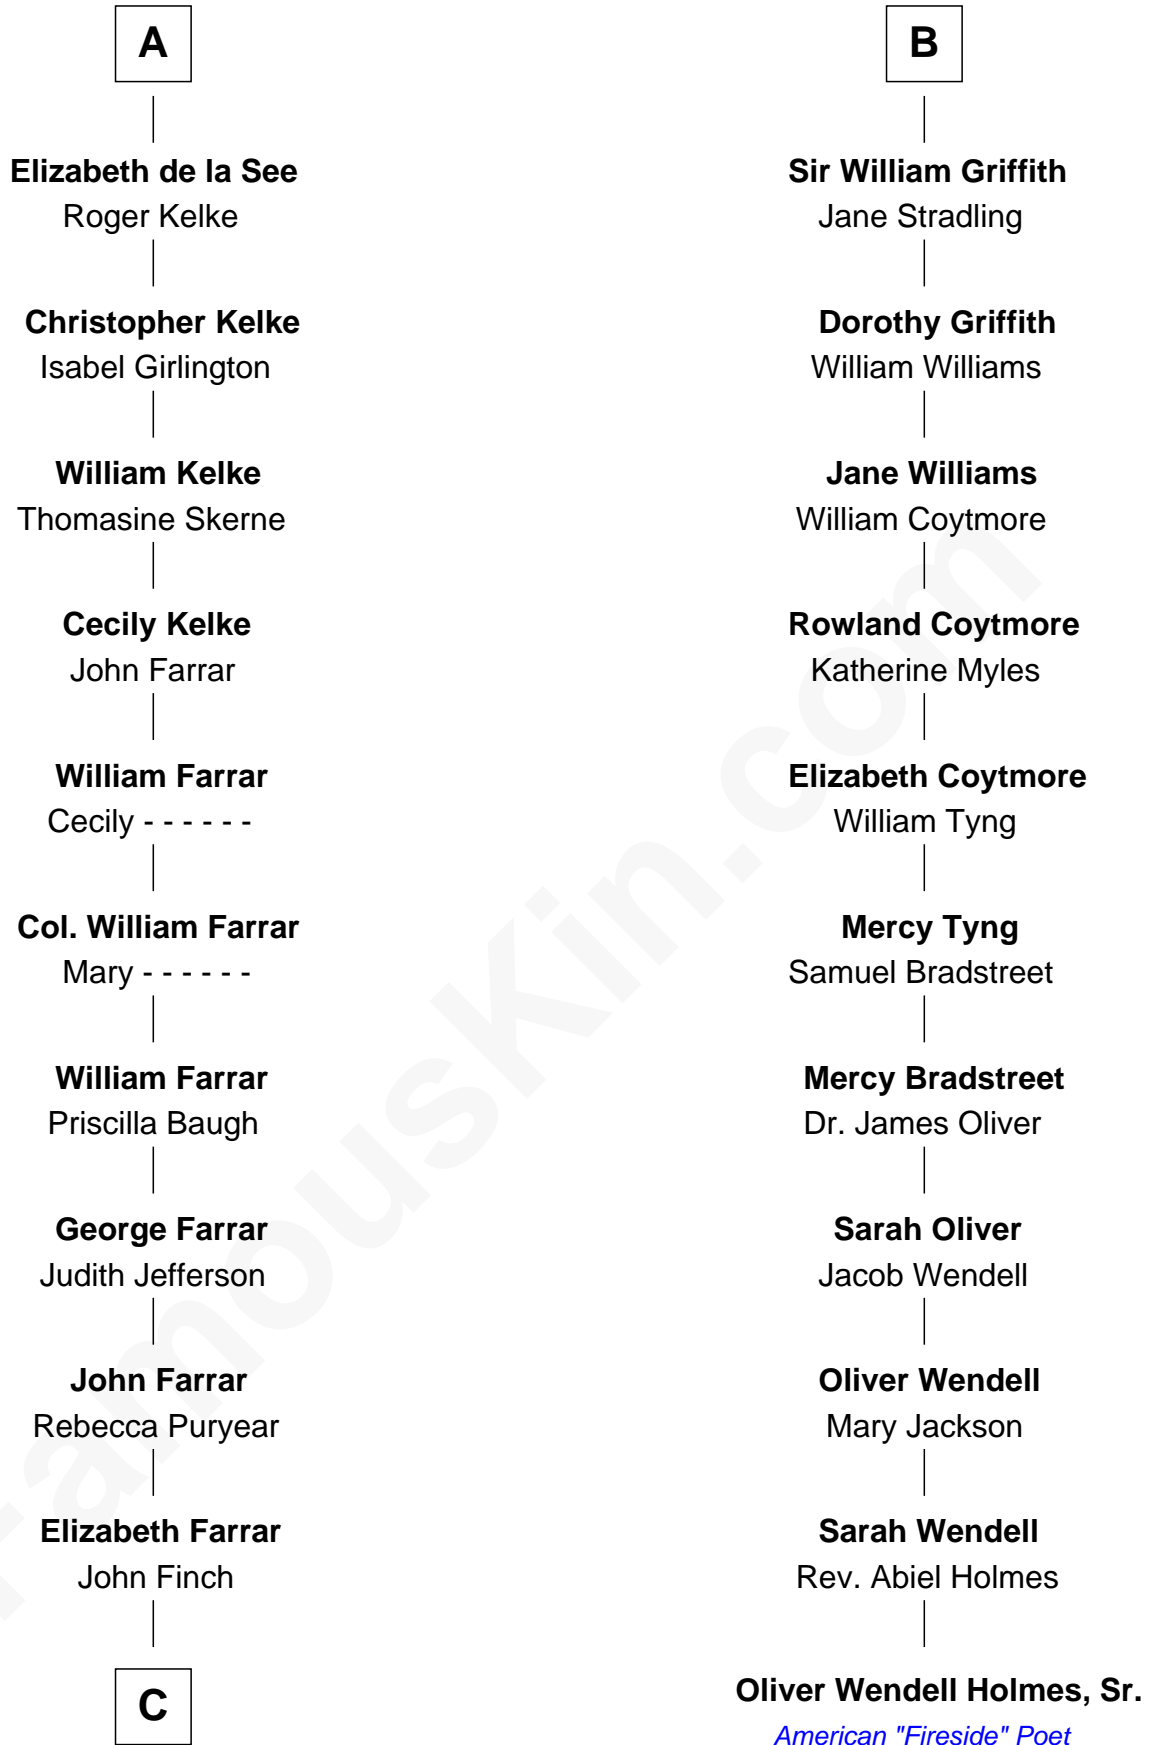 A
Elizabeth de la See
Roger Kelke
Christopher Kelke
Isabel Girlington
William Kelke
Thomasine Skerne
Cecily Kelke
John Farrar
William Farrar
Cecily - - - - - -
Col. William Farrar
Mary - - - - - -
William Farrar
Priscilla Baugh
George Farrar
Judith Jefferson
John Farrar
Rebecca Puryear
Elizabeth Farrar
John Finch
C
B
Sir William Griffith
Jane Stradling
Dorothy Griffith
William Williams
Jane Williams
William Coytmore
Rowland Coytmore
Katherine Myles
Elizabeth Coytmore
William Tyng
Mercy Tyng
Samuel Bradstreet
Mercy Bradstreet
Dr. James Oliver
Sarah Oliver
Jacob Wendell
Oliver Wendell
Mary Jackson
Sarah Wendell
Rev. Abiel Holmes
Oliver Wendell Holmes, Sr.
American "Fireside" Poet
FamousKin.com